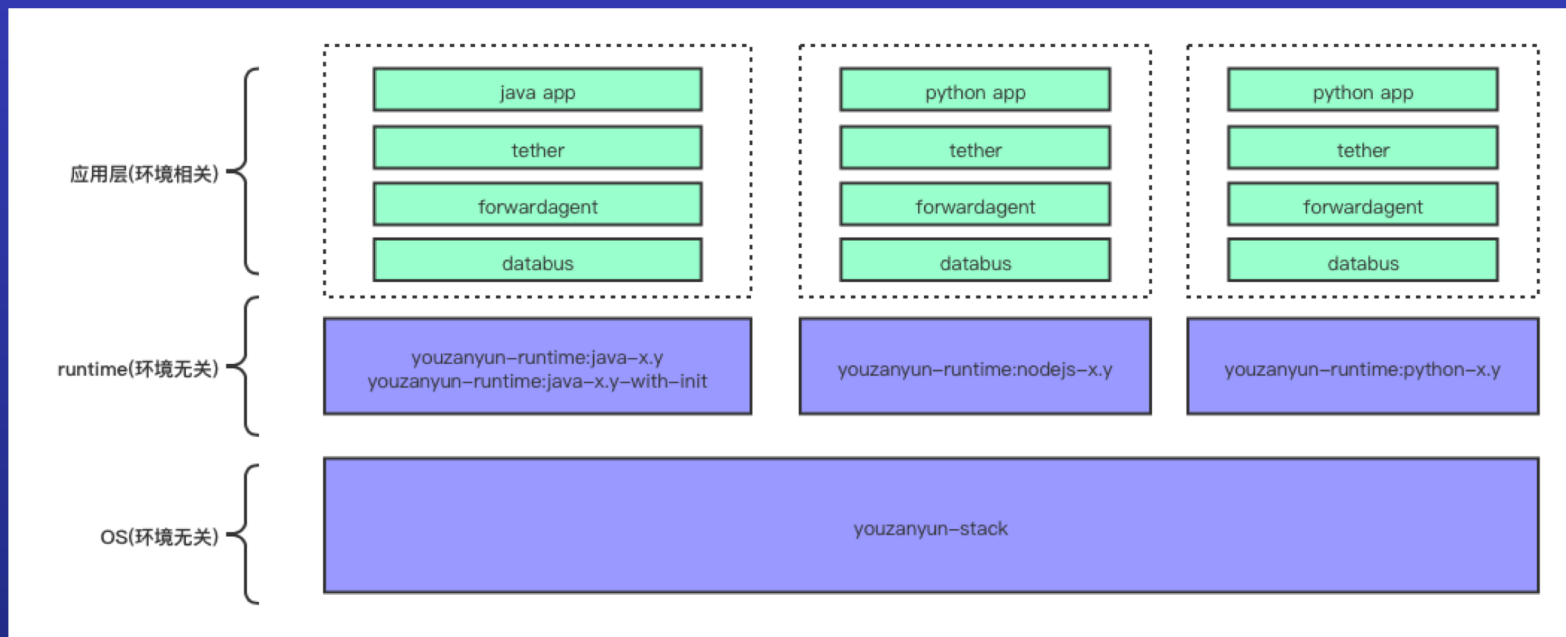 应用层(环境相关)
java app
tether
forwardagent
databus
python app
tether
forwardagent
databus
python app
tether
forwardagent
databus
runtime(环境无关)
youzanyun-runtime:java-x.y
youzanyun-runtime:java-x.y-with-init
youzanyun-runtime:nodejs-x.y
youzanyun-runtime:python-x.y
OS(环境无关)
youzanyun-stack